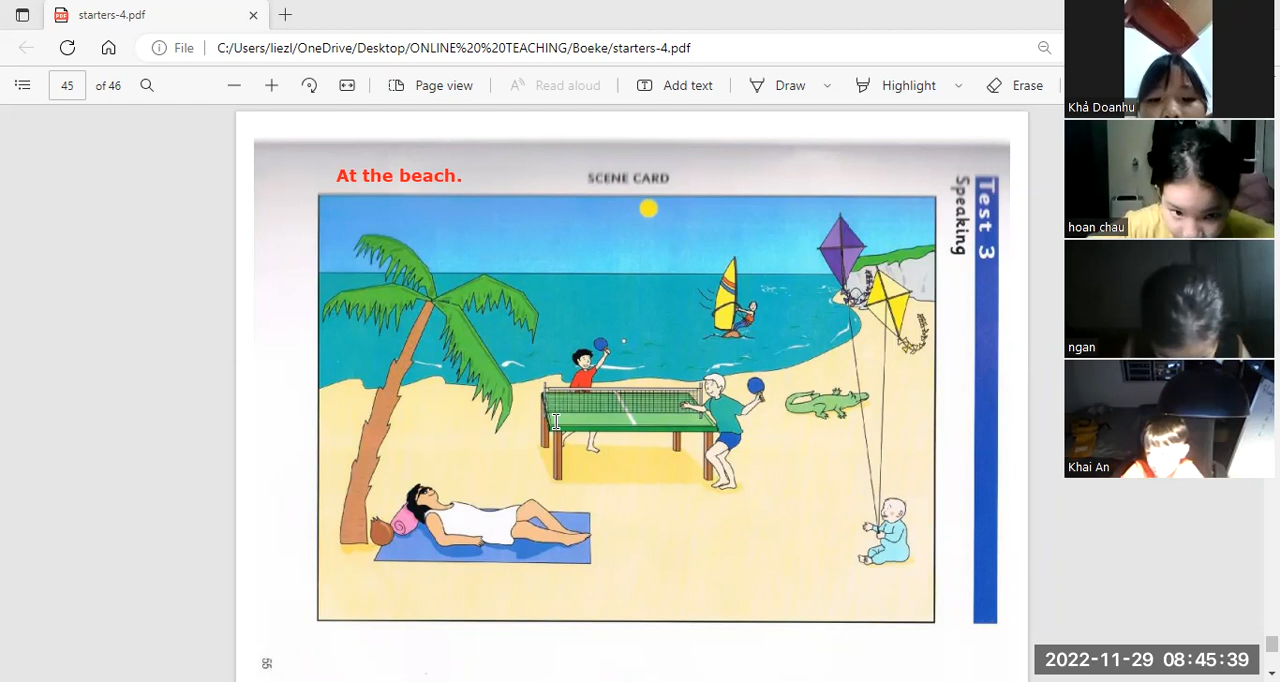 starters-4.pdf
File C:/Users/liezl/OneDrive/Desktop/ONLINE%20%20TEACHING/Boeke/starters-4.pdf
45 of 46 Page view Read aloud Add text Draw Highlight Erase
At the beach.
SCENE CARD
Test 3
Speaking
55
Khả Doanhu
hoan chau
ngan
Khai An
2022-11-29 08:45:39